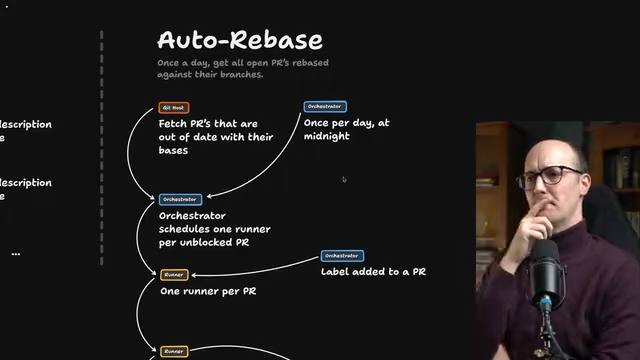 Auto-Rebase
Once a day, get all open PR's rebased
against their branches.
Git Host
Fetch PR's that are
out of date with their
bases
Orchestrator
Once per day, at
midnight
description
description
Orchestrator
Orchestrator
schedules one runner
per unblocked PR
...
Orchestrator
Label added to a PR
Runner
One runner per PR
Runner